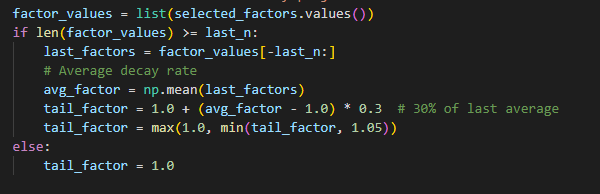 factor_values = list(selected_factors.values())
if len(factor_values) >= last_n:
    last_factors = factor_values[-last_n:]
    # Average decay rate
    avg_factor = np.mean(last_factors)
    tail_factor = 1.0 + (avg_factor - 1.0) * 0.3  # 30% of last average
    tail_factor = max(1.0, min(tail_factor, 1.05))
else:
    tail_factor = 1.0